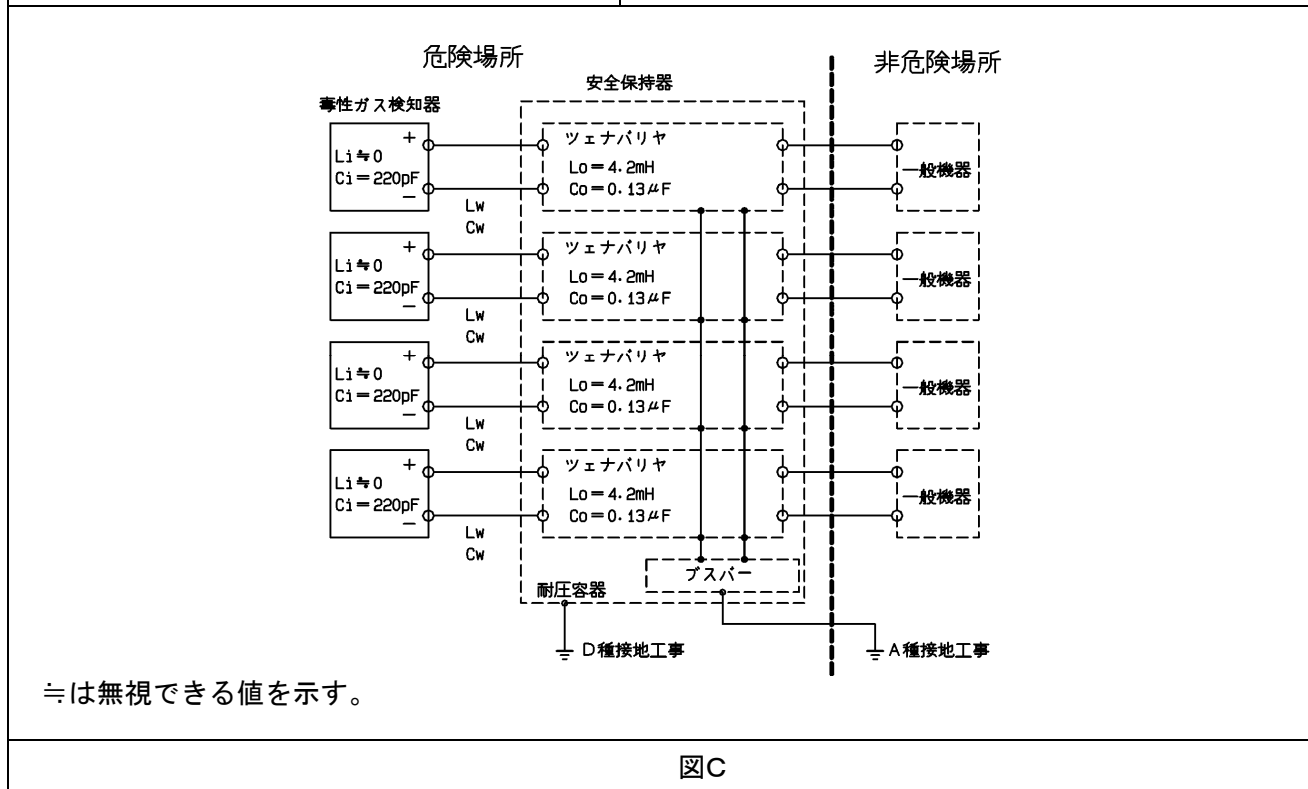 危険場所
非危険場所
安全保持器
毒性ガス検知器
+
Li≒0
Ci=220pF
−
Lw
Cw
ツェナバリヤ
Lo=4.2mH
Co=0.13μF
一般機器
+
Li≒0
Ci=220pF
−
Lw
Cw
ツェナバリヤ
Lo=4.2mH
Co=0.13μF
一般機器
+
Li≒0
Ci=220pF
−
Lw
Cw
ツェナバリヤ
Lo=4.2mH
Co=0.13μF
一般機器
+
Li≒0
Ci=220pF
−
Lw
Cw
ツェナバリヤ
Lo=4.2mH
Co=0.13μF
一般機器
ブスバー
耐圧容器
D種接地工事
A種接地工事
≒は無視できる値を示す。
図C